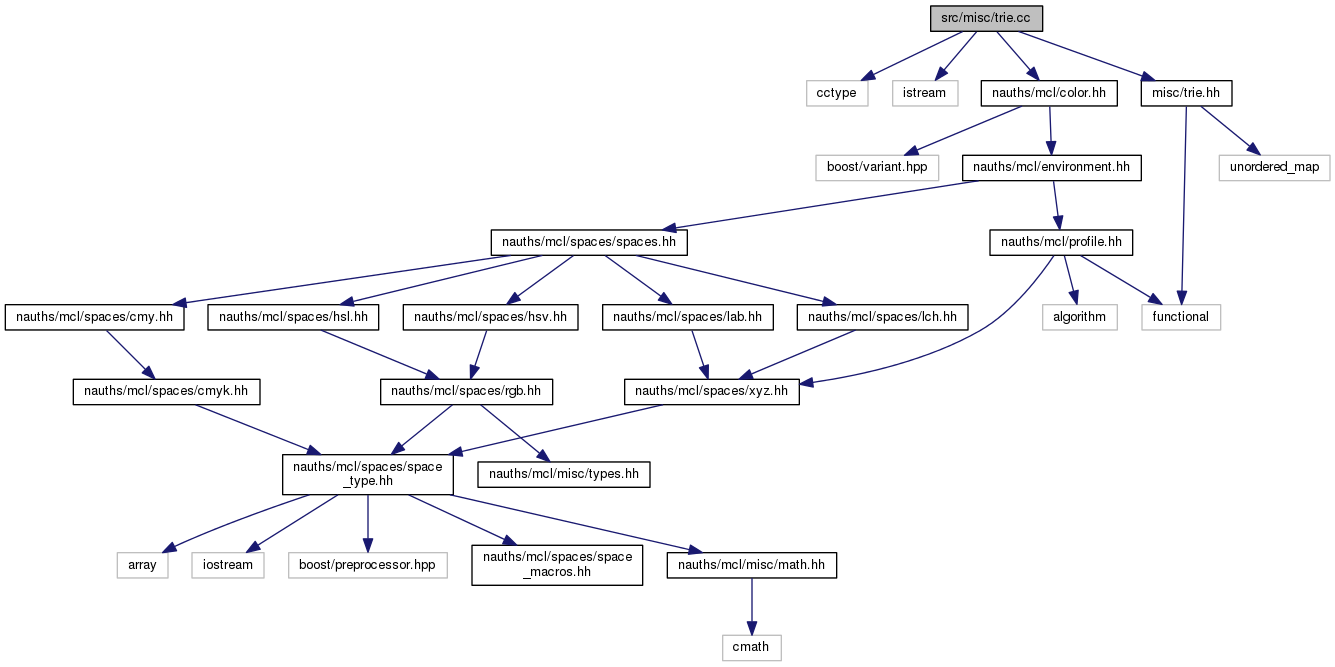 src/misc/trie.cc
cctype
istream
nauths/mcl/color.hh
misc/trie.hh
boost/variant.hpp
nauths/mcl/environment.hh
unordered_map
nauths/mcl/spaces/spaces.hh
nauths/mcl/profile.hh
nauths/mcl/spaces/cmy.hh
nauths/mcl/spaces/hsl.hh
nauths/mcl/spaces/hsv.hh
nauths/mcl/spaces/lab.hh
nauths/mcl/spaces/lch.hh
algorithm
functional
nauths/mcl/spaces/cmyk.hh
nauths/mcl/spaces/rgb.hh
nauths/mcl/spaces/xyz.hh
nauths/mcl/spaces/space
_type.hh
nauths/mcl/misc/types.hh
array
iostream
boost/preprocessor.hpp
nauths/mcl/spaces/space
_macros.hh
nauths/mcl/misc/math.hh
cmath